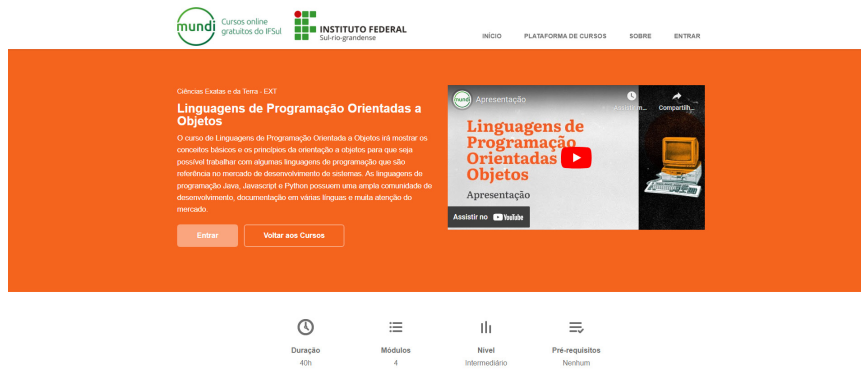 mundi
Cursos online
gratuitos do IFSul
INSTITUTO FEDERAL
Sul-rio-grandense
INÍCIO
PLATAFORMA DE CURSOS
SOBRE
ENTRAR
Ciências Exatas e da Terra - EXT
Linguagens de Programação Orientadas a
Objetos
O curso de Linguagens de Programação Orientada a Objetos irá mostrar os
conceitos básicos e os princípios da orientação a objetos para que seja
possível trabalhar com algumas linguagens de programação que são
referência no mercado de desenvolvimento de sistemas. As linguagens de
programação Java, Javascript e Python possuem uma ampla comunidade de
desenvolvimento, documentação em várias línguas e muita atenção do
mercado.
Entrar
Voltar aos Cursos
mundi
Apresentação
Compartilh...
Linguagens de
Programação
Orientadas
Objetos
Apresentação
Assistir no YouTube
Duração
40h
Módulos
4
Nível
Intermediário
Pré-requisitos
Nenhum